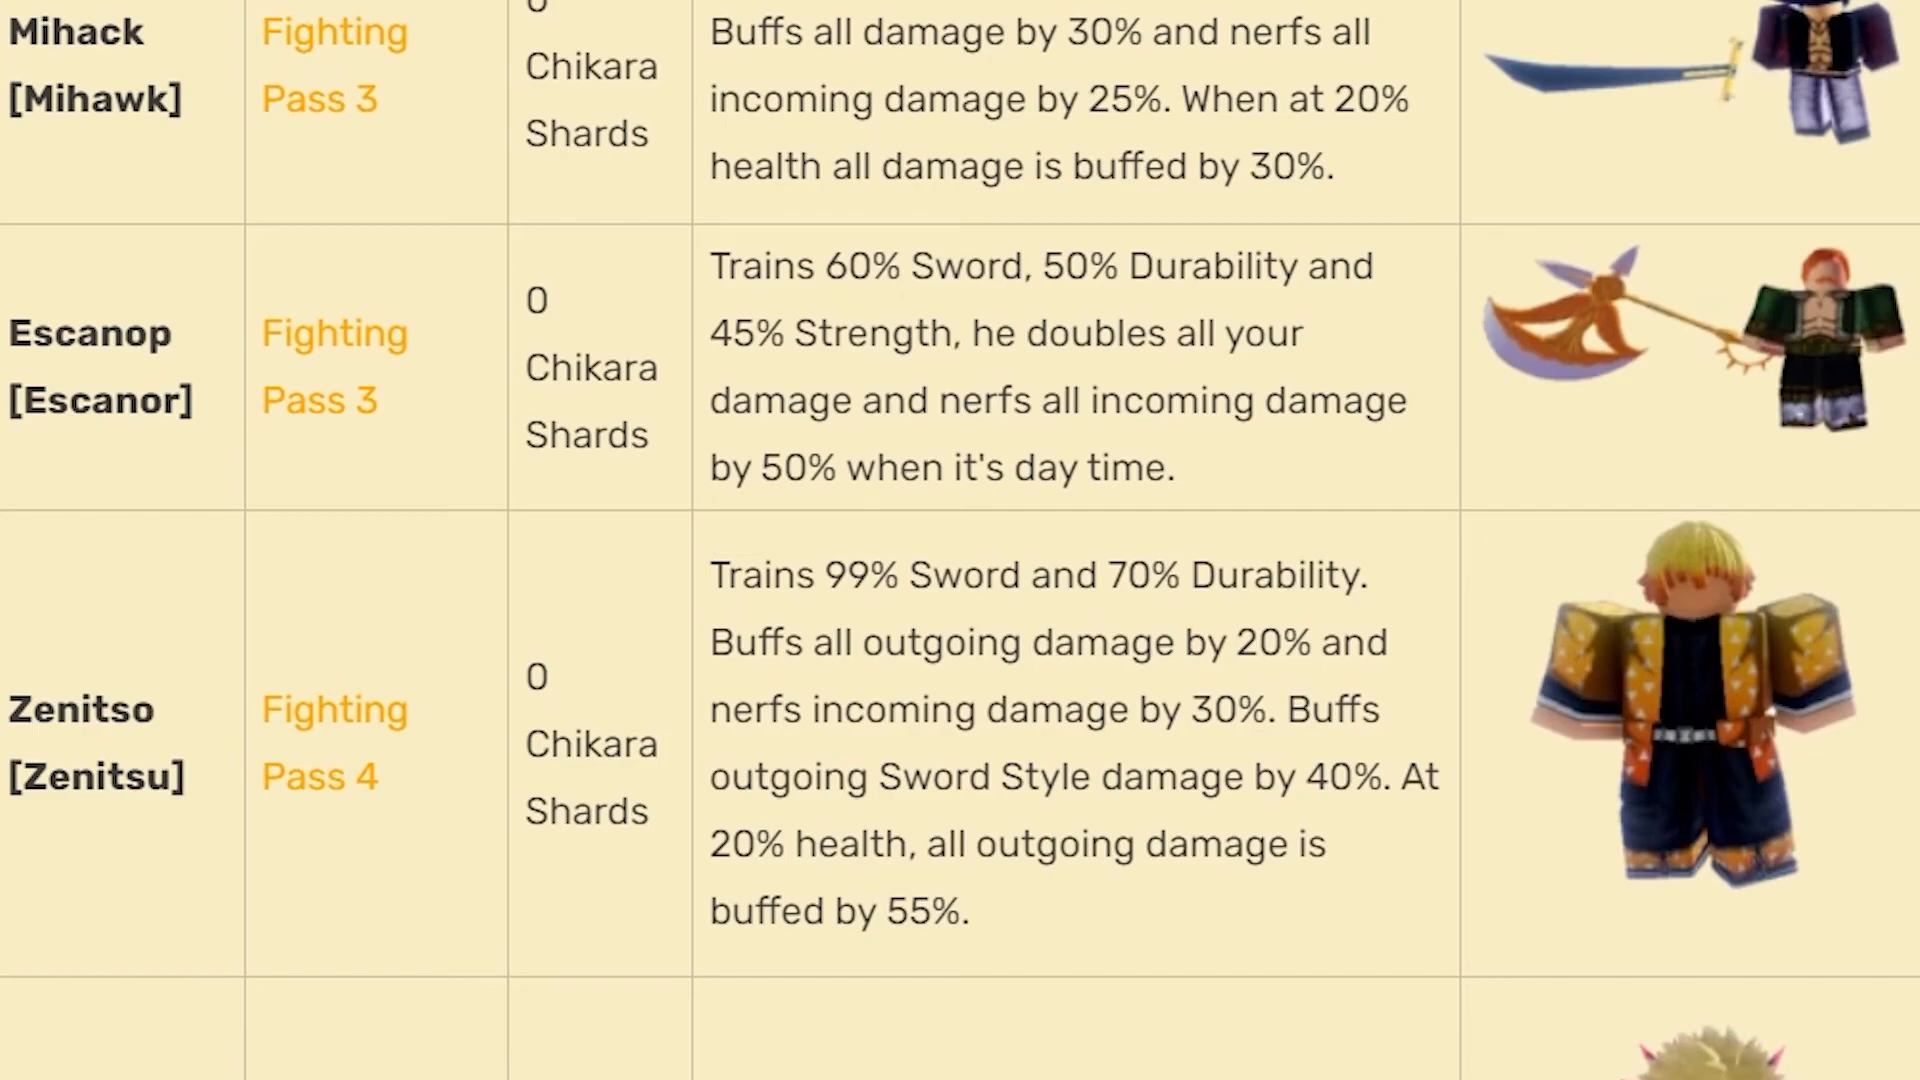 Mihack
[Mihawk]
Fighting
Pass 3
0
Chikara
Shards
Buffs all damage by 30% and nerfs all
incoming damage by 25%. When at 20%
health all damage is buffed by 30%.
Escanop
[Escanor]
Fighting
Pass 3
0
Chikara
Shards
Trains 60% Sword, 50% Durability and
45% Strength, he doubles all your
damage and nerfs all incoming damage
by 50% when it's day time.
Zenitso
[Zenitsu]
Fighting
Pass 4
0
Chikara
Shards
Trains 99% Sword and 70% Durability.
Buffs all outgoing damage by 20% and
nerfs incoming damage by 30%. Buffs
outgoing Sword Style damage by 40%. At
20% health, all outgoing damage is
buffed by 55%.